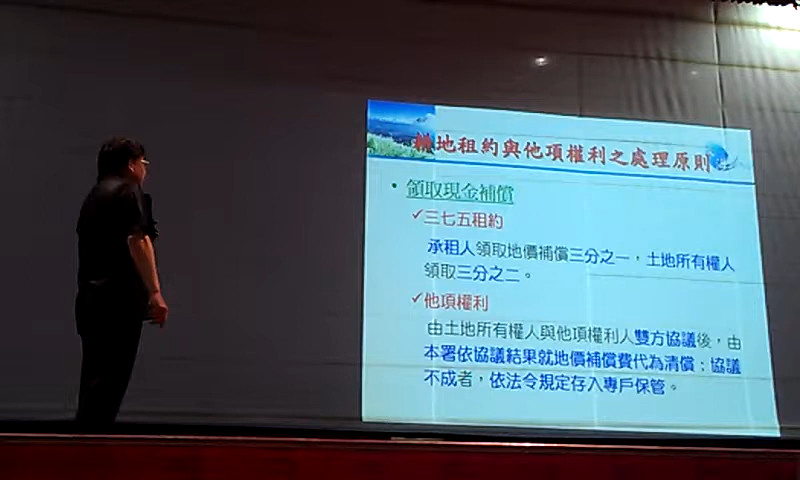 耕地租約與他項權利之處理原則
• 領取現金補償
✓三七五租約
承租人領取地價補償三分之一，土地所有權人
領取三分之二。
✓他項權利
由土地所有權人與他項權利人雙方協議後，由
本署依協議結果就地價補償費代為清償；協議
不成者，依法令規定存入專戶保管。